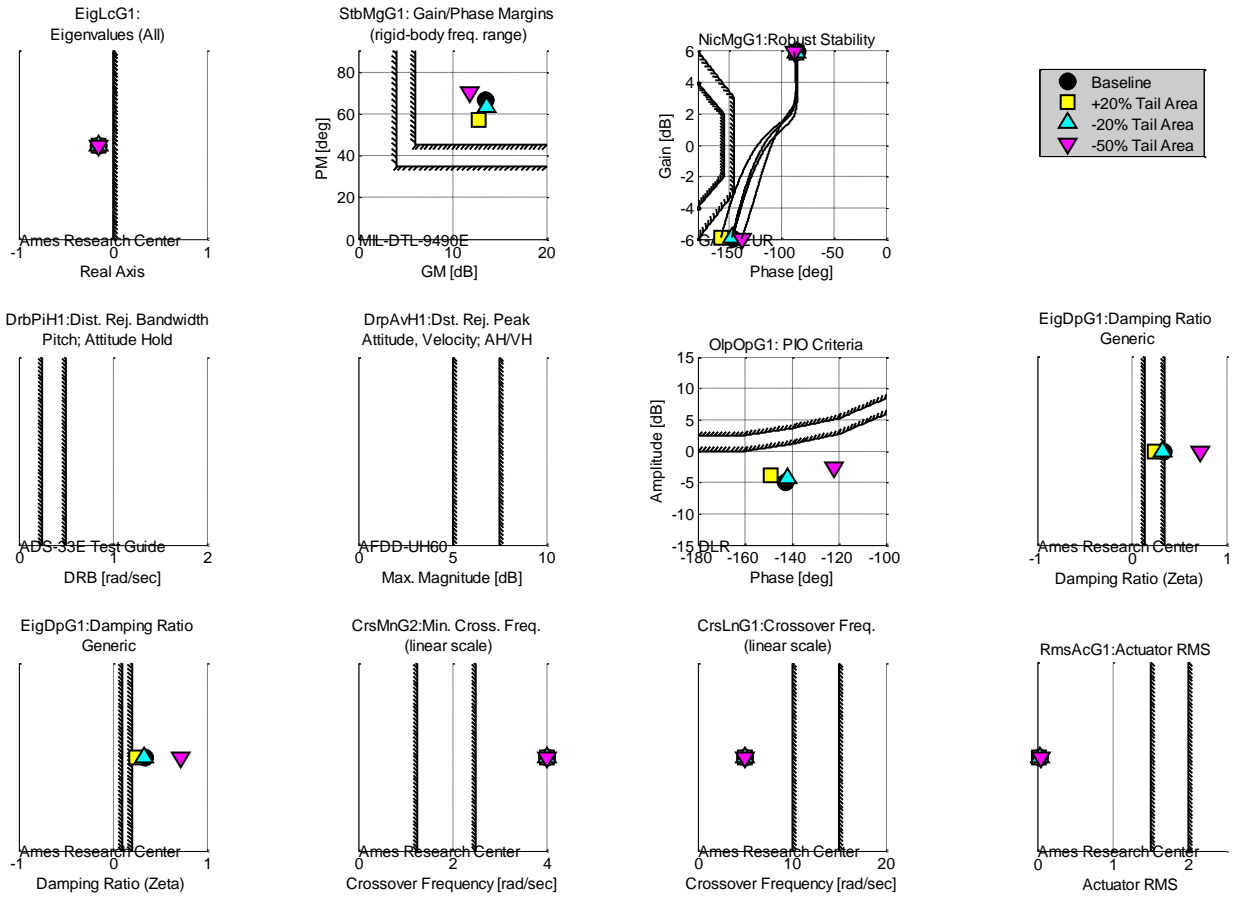 EigLcG1:
Eigenvalues (All)
-1 0 1
Ames Research Center
Real Axis
StbMgG1: Gain/Phase Margins
(rigid-body freq. range)
80
60
40
20
0
PM [deg]
MIL-DTL-9490E
0 10 20
GM [dB]
NicMgG1:Robust Stability
6
4
2
0
-2
-4
-6
Gain [dB]
-150 -100 -50 0
Phase [deg]
Baseline
+20% Tail Area
-20% Tail Area
-50% Tail Area
DrbPiH1:Dist. Rej. Bandwidth
Pitch; Attitude Hold
ADS-33E Test Guide
0 1 2
DRB [rad/sec]
DrpAvH1:Dst. Rej. Peak
Attitude, Velocity; AH/VH
AFDD-UH60
0 5 10
Max. Magnitude [dB]
OlpOpG1: PIO Criteria
15
10
5
0
-5
-10
-15
Amplitude [dB]
DLR
-180 -160 -140 -120 -100
Phase [deg]
EigDpG1:Damping Ratio
Generic
Ames Research Center
-1 0 1
Damping Ratio (Zeta)
EigDpG1:Damping Ratio
Generic
Ames Research Center
-1 0 1
Damping Ratio (Zeta)
CrsMnG2:Min. Cross. Freq.
(linear scale)
Ames Research Center
0 2 4
Crossover Frequency [rad/sec]
CrsLnG1:Crossover Freq.
(linear scale)
Ames Research Center
0 10 20
Crossover Frequency [rad/sec]
RmsAcG1:Actuator RMS
Ames Research Center
0 1 2
Actuator RMS